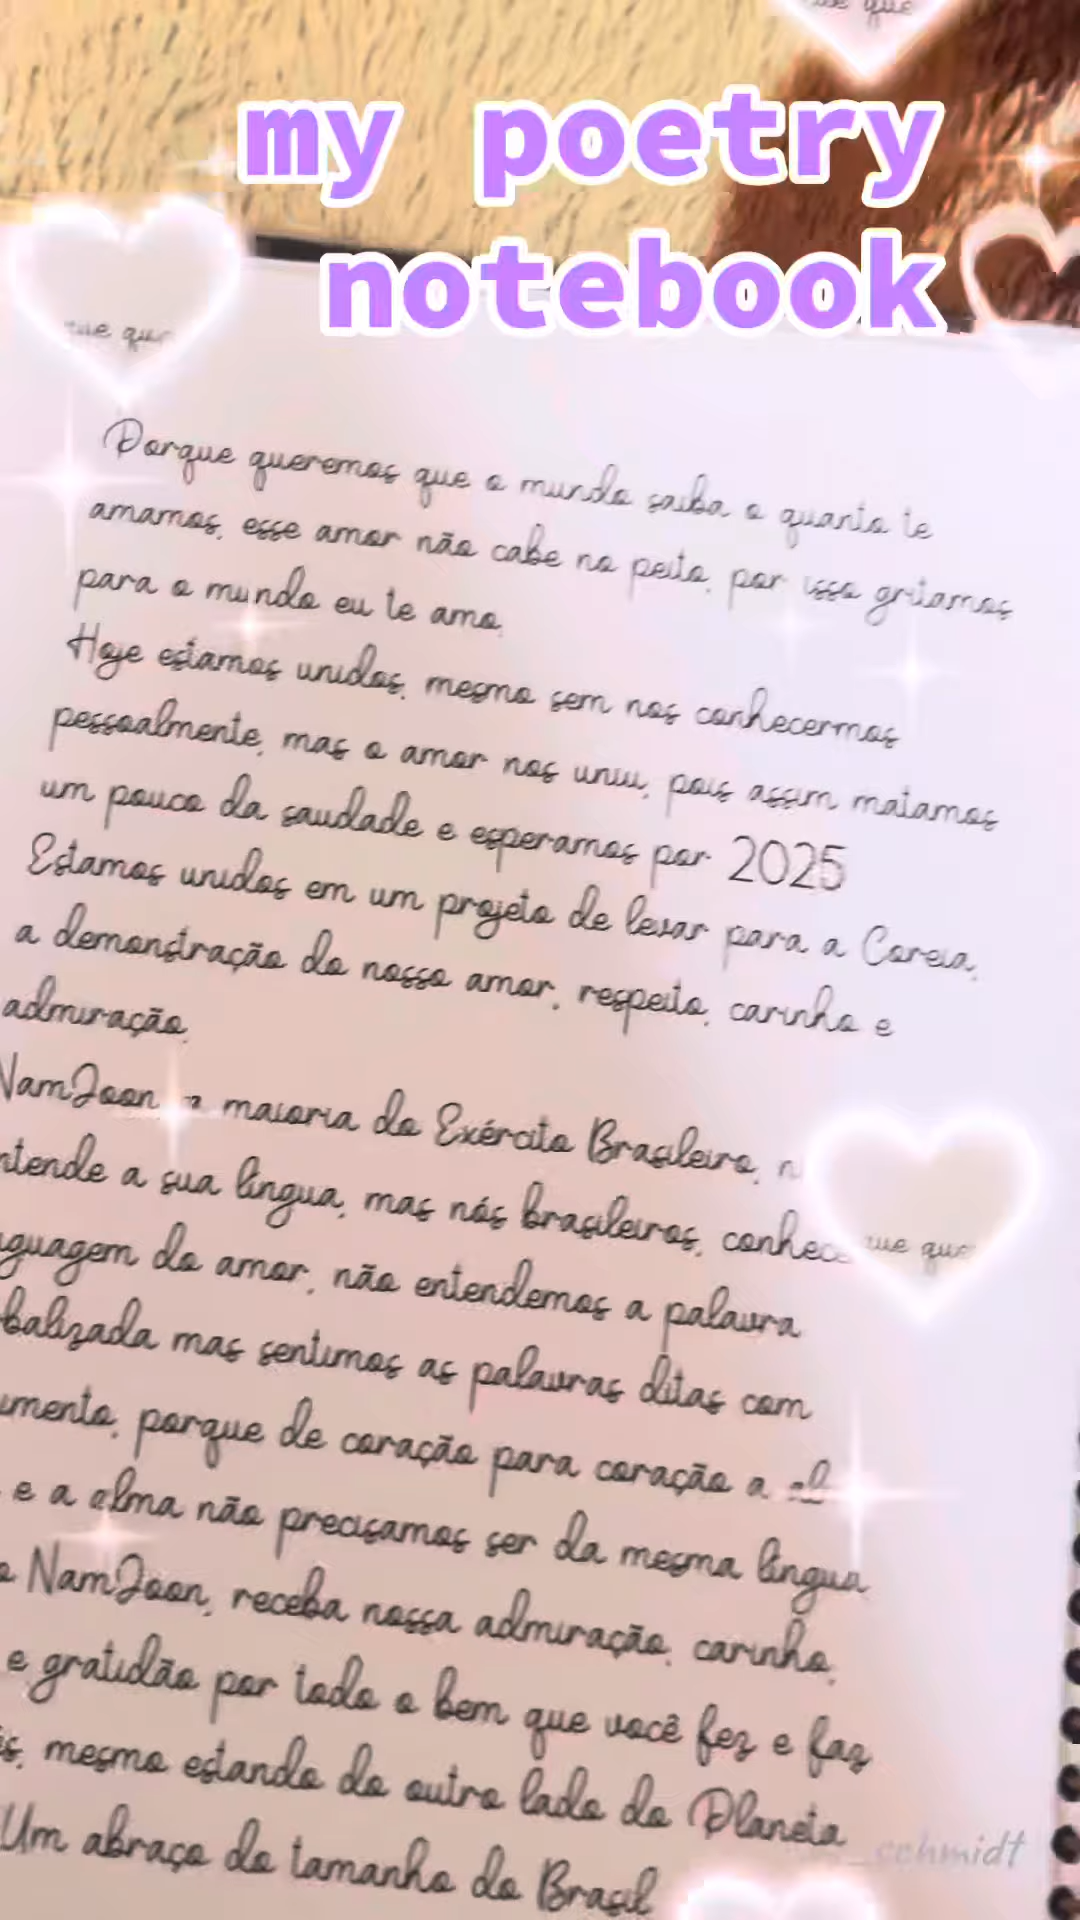 my poetry
notebook
Porque queremos que o mundo saiba o quanto te
amamos, esse amor não cabe no peito, por isso gritamos
para o mundo eu te amo.
Hoje estamos unidos, mesmo sem nos conhecermos
pessoalmente, mas o amor nos uniu, pois assim matamos
um pouco da saudade e esperamos por 2025
Estamos unidos em um projeto de levar para a Coreia,
a demonstração do nosso amor, respeito, carinho e
admiração.
NamJoon, a maioria do Exército Brasileiro,
a sua língua, mas nós brasileiros,
do amor, não entendemos a palavra
mas sentimos as palavras ditas com
porque de coração para coração a
e a alma não precisamos ser da mesma língua
NamJoon, receba nossa admiração, carinho,
e gratidão por todo o bem que você fez e faz
mesmo estando do outro lado do Planeta
Um abraço do tamanho do Brasil
_schmidt